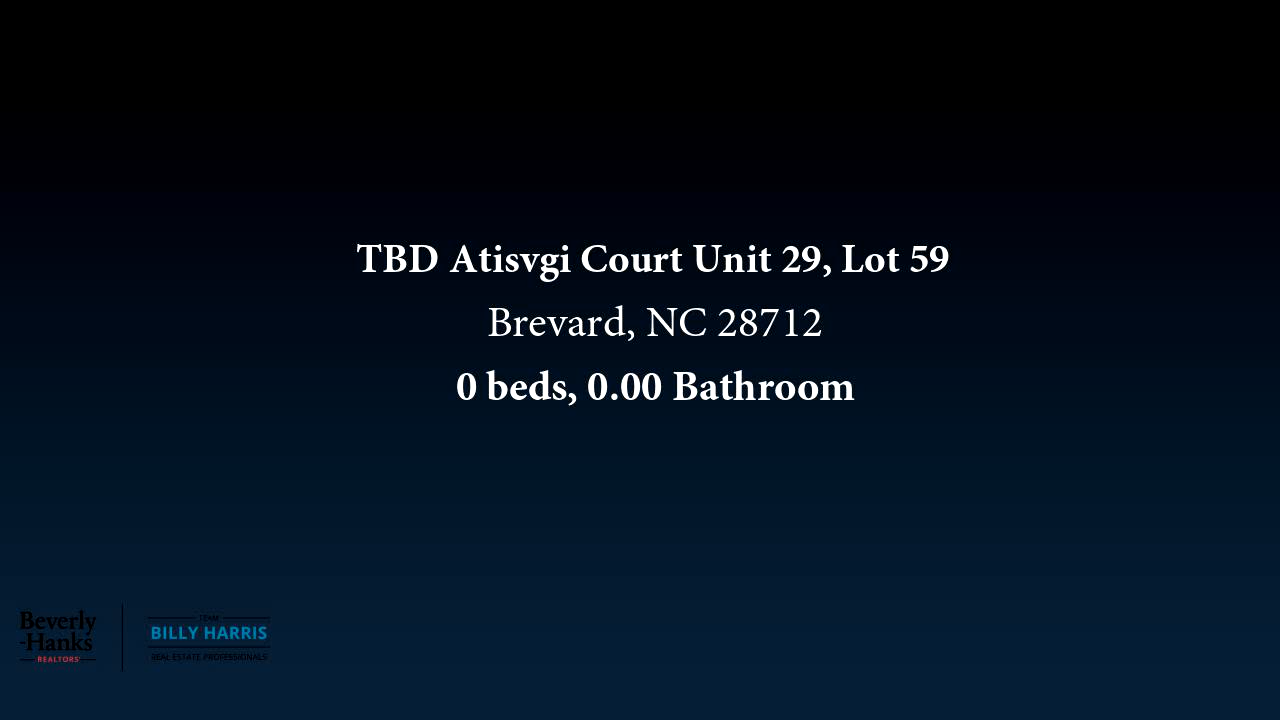 TBD Atisvgi Court Unit 29, Lot 59
Brevard, NC 28712
0 beds, 0.00 Bathroom
Beverly
-Hanks
REALTORS®
TEAM
BILLY HARRIS
REAL ESTATE PROFESSIONALS